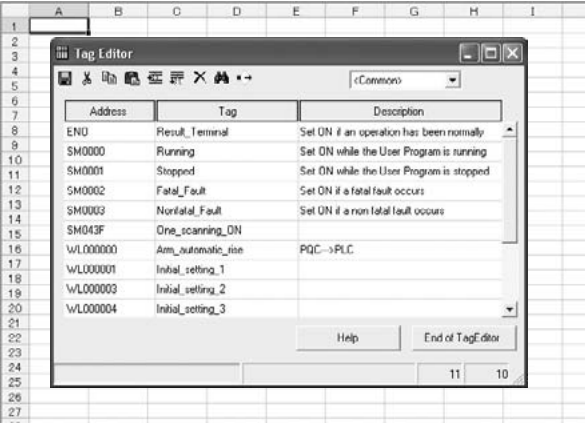 A B C D E F G H I
1
2
3
4
5
6
7
8
9
10
11
12
13
14
15
16
17
18
19
20
21
22
23
24
25
26
27
Tag Editor
<Common>
Address Tag Description
ENO Result_Terminal Set ON if an operation has been normally
SM0000 Running Set ON while the User Program is running
SM0001 Stopped Set ON while the User Program is stopped
SM0002 Fatal_Fault Set ON if a fatal fault occurs
SM0003 Nonfatal_Fault Set ON if a non fatal fault occurs
SM043F One_scanning_ON
WL000000 Arm_automatic_rise PQC-->PLC
WL000001 Initial_setting_1
WL000003 Initial_setting_2
WL000004 Initial_setting_3
Help End of TagEditor
11 10